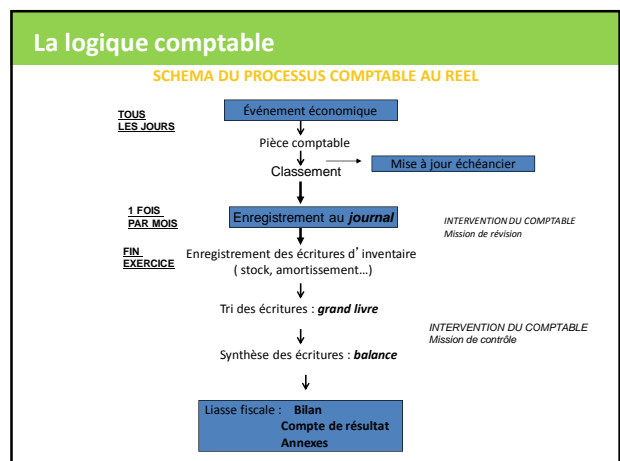 La logique comptable
SCHEMA DU PROCESSUS COMPTABLE AU REEL
TOUS
LES JOURS
Événement économique
Pièce comptable
Classement
Mise à jour échéancier
1 FOIS
PAR MOIS
Enregistrement au journal
INTERVENTION DU COMPTABLE
Mission de révision
FIN
EXERCICE
Enregistrement des écritures d'inventaire
( stock, amortissement…)
Tri des écritures : grand livre
INTERVENTION DU COMPTABLE
Mission de contrôle
Synthèse des écritures : balance
Liasse fiscale : Bilan
Compte de résultat
Annexes